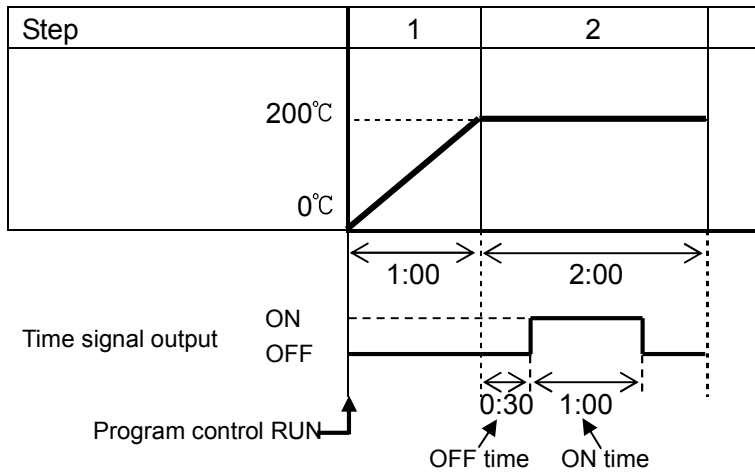 Step 1 2
200℃
0℃
1:00 2:00
Time signal output
ON
OFF
0:30 1:00
Program control RUN
OFF time ON time